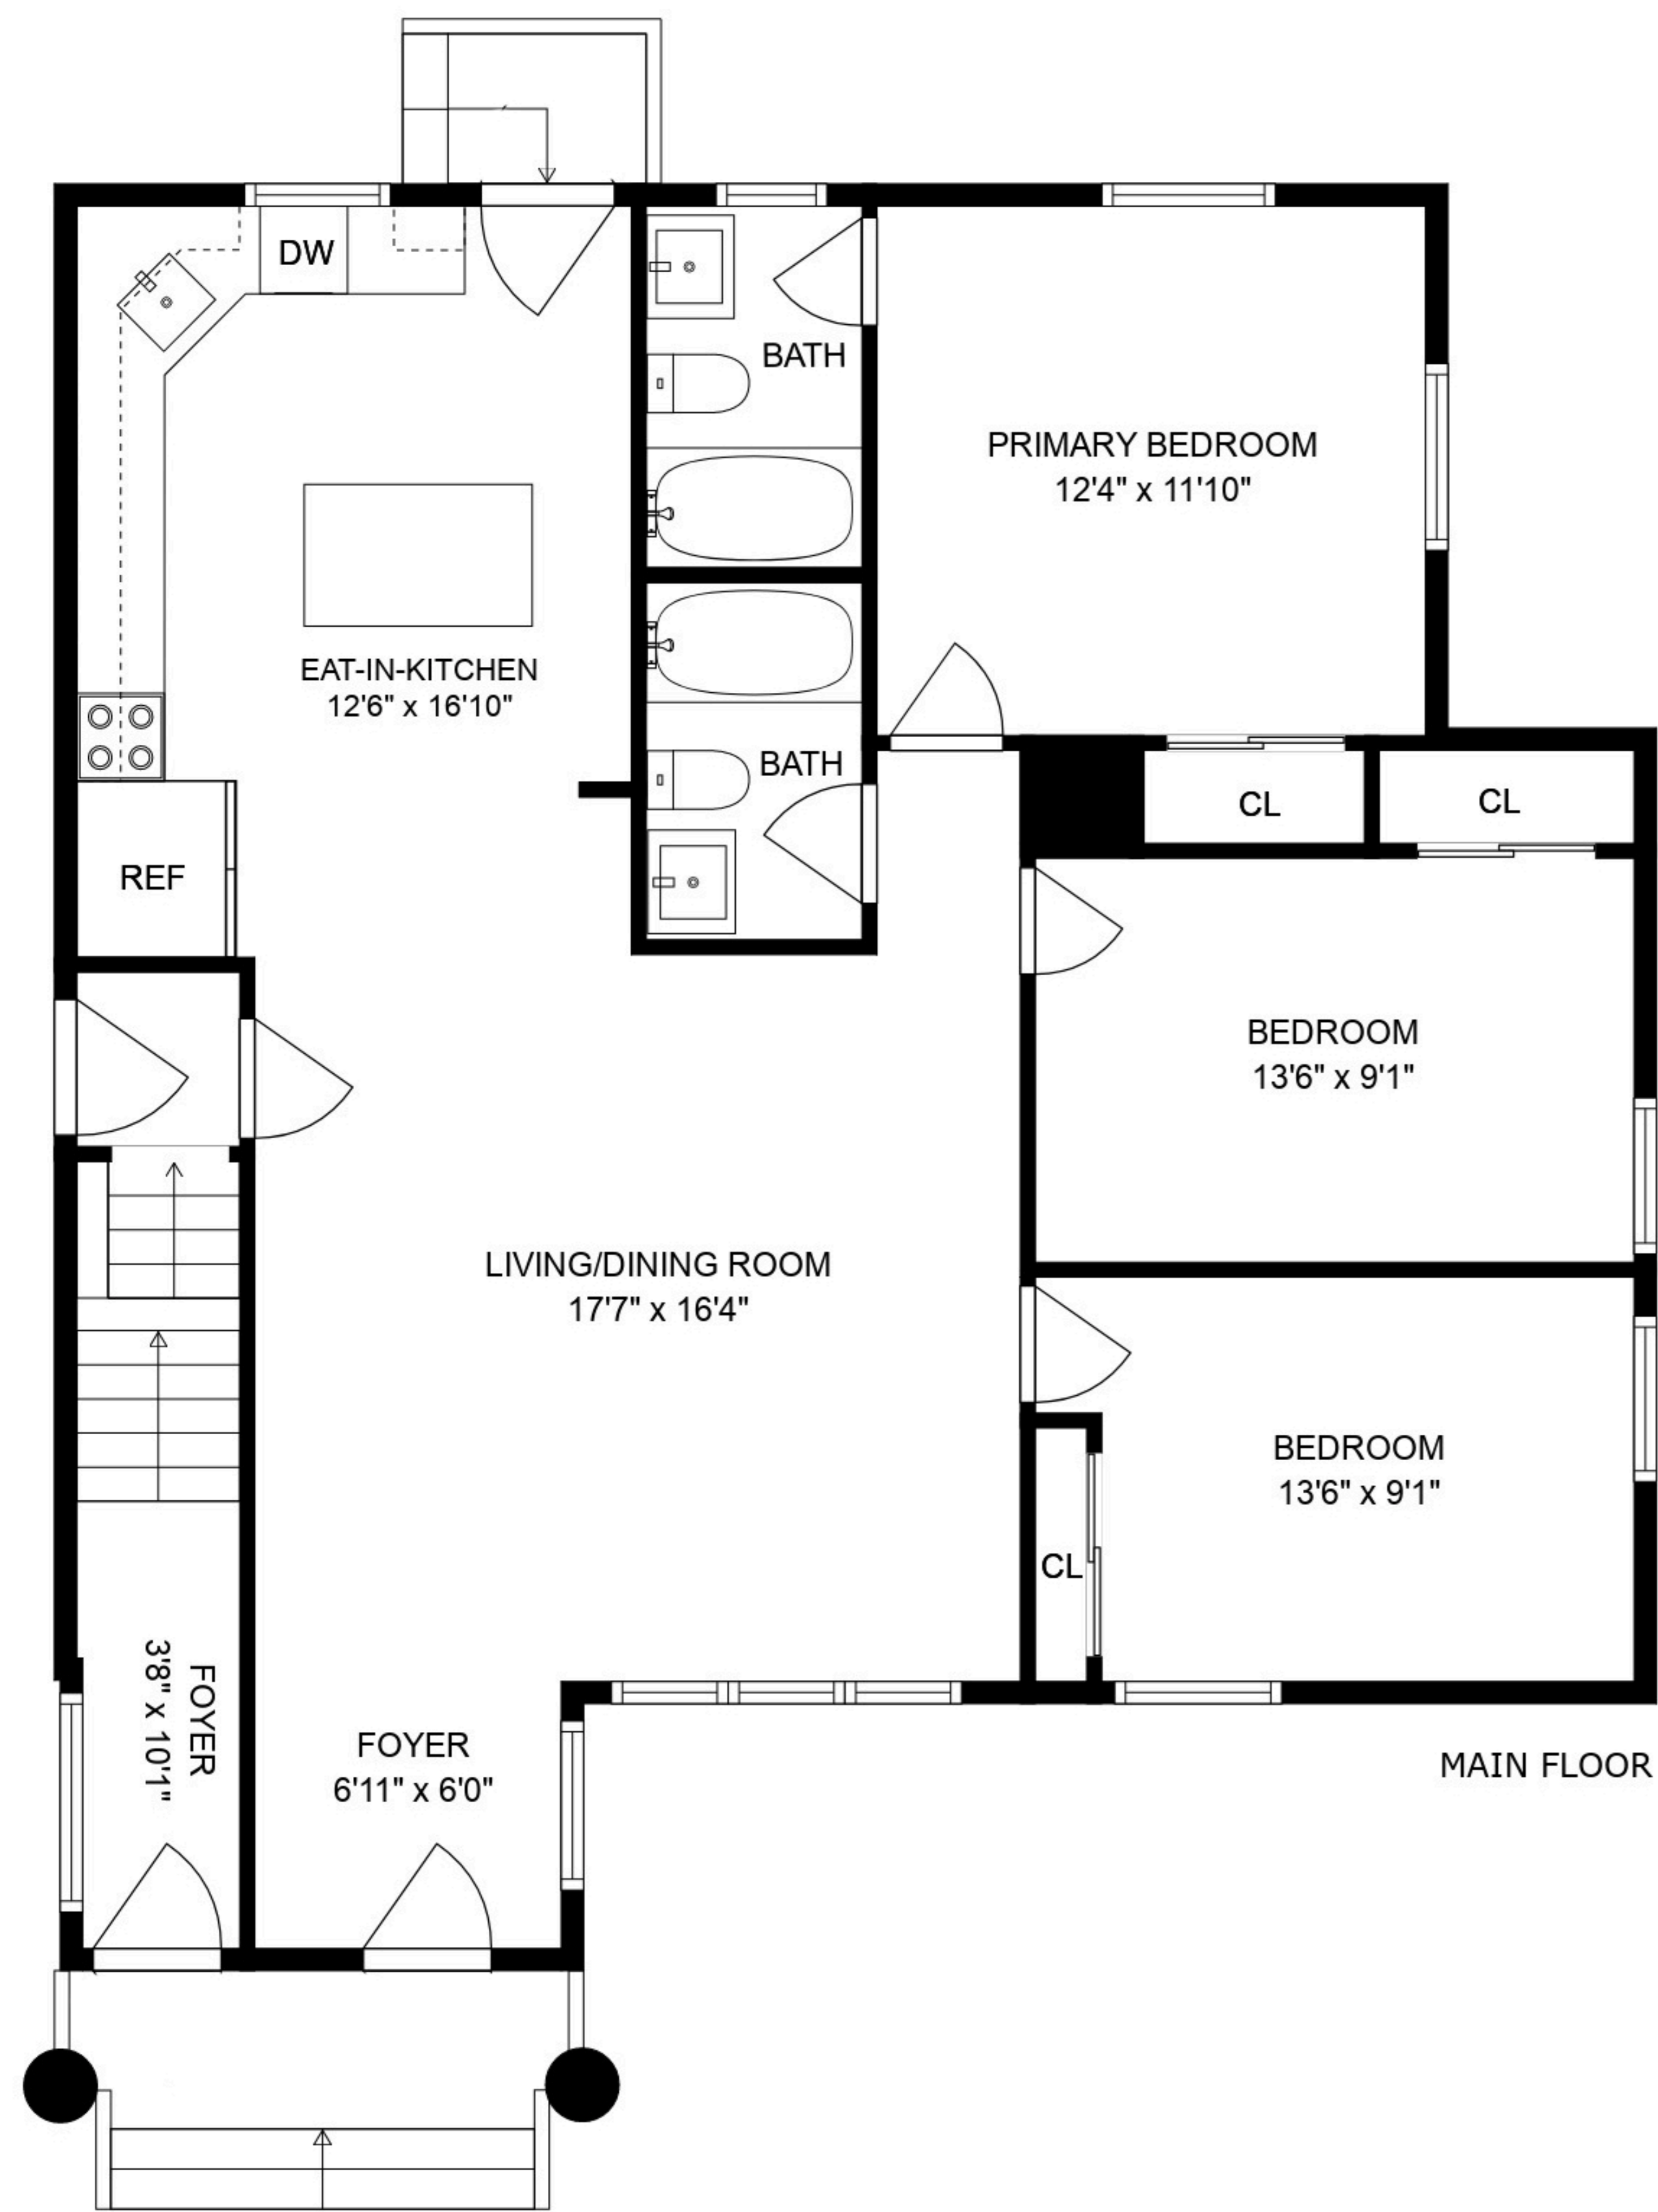 DW
BATH
PRIMARY BEDROOM
12'4" x 11'10"
EAT-IN-KITCHEN
12'6" x 16'10"
BATH
CL
CL
REF
BEDROOM
13'6" x 9'1"
LIVING/DINING ROOM
17'7" x 16'4"
BEDROOM
13'6" x 9'1"
CL
FOYER
3'8" x 10'1"
FOYER
6'11" x 6'0"
MAIN FLOOR